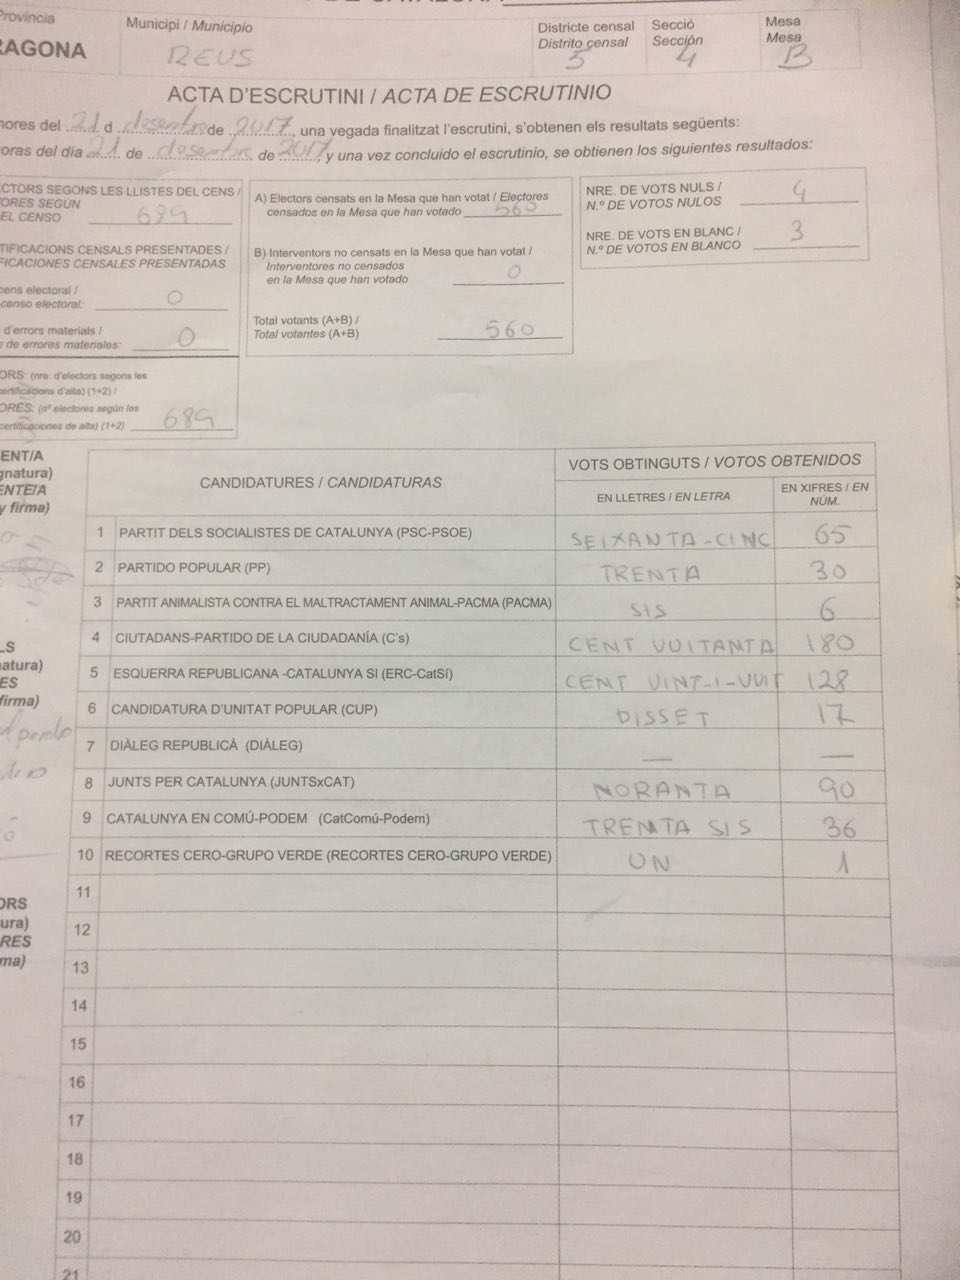 Província
AGONA
Municipi / Municipio
REUS
Districte censal
Distrito censal
5
Secció
Sección
4
Mesa
Mesa
B
ACTA D'ESCRUTINI / ACTA DE ESCRUTINIO
hores del 21 d desembre de 2017, una vegada finalitzat l'escrutini, s'obtenen els resultats següents:
horas del día 21 de desembre de 2017 y una vez concluido el escrutinio, se obtienen los siguientes resultados:
CTORS SEGONS LES LLISTES DEL CENS /
TORES SEGÚN
EL CENSO 689
TIFICACIONS CENSALS PRESENTADES /
FICACIONES CENSALES PRESENTADAS
cens electoral /
censo electoral: 0
d'errors materials /
de errores materiales: 0
ORS: (nre. d'electors segons les
certificacions d'alta) (1+2) /
ORES: (nº electores según las
certificaciones de alta) (1+2) 689
A) Electors censats en la Mesa que han votat / Electores
censados en la Mesa que han votado 560
B) Interventors no censats en la Mesa que han votat /
Interventores no censados
en la Mesa que han votado 0
Total votants (A+B) /
Total votantes (A+B) 560
NRE. DE VOTS NULS /
N.º DE VOTOS NULOS 4
NRE. DE VOTS EN BLANC /
N.º DE VOTOS EN BLANCO 3
ENT/A
gnatura)
ENTE/A
y firma)
LS
natura)
ES
firma)
ORS
ura)
RES
ma)
CANDIDATURES / CANDIDATURAS
VOTS OBTINGUTS / VOTOS OBTENIDOS
EN LLETRES / EN LETRA
EN XIFRES / EN
NÚM.
1 PARTIT DELS SOCIALISTES DE CATALUNYA (PSC-PSOE) SEIXANTA-CINC 65
2 PARTIDO POPULAR (PP) TRENTA 30
3 PARTIT ANIMALISTA CONTRA EL MALTRACTAMENT ANIMAL-PACMA (PACMA) SIS 6
4 CIUTADANS-PARTIDO DE LA CIUDADANÍA (C's) CENT VUITANTA 180
5 ESQUERRA REPUBLICANA -CATALUNYA SI (ERC-CatSí) CENT VINT-I-VUIT 128
6 CANDIDATURA D'UNITAT POPULAR (CUP) DISSET 17
7 DIÀLEG REPUBLICÀ (DIÀLEG) — —
8 JUNTS PER CATALUNYA (JUNTSxCAT) NORANTA 90
9 CATALUNYA EN COMÚ-PODEM (CatComú-Podem) TRENTA SIS 36
10 RECORTES CERO-GRUPO VERDE (RECORTES CERO-GRUPO VERDE) UN 1
11
12
13
14
15
16
17
18
19
20
21